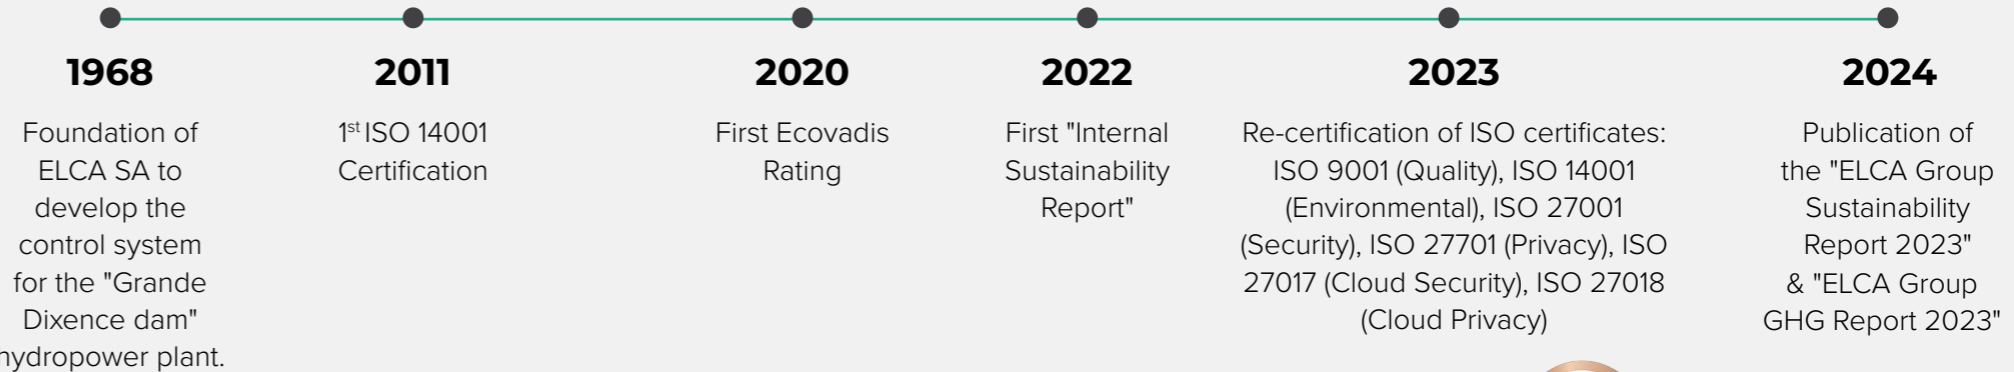 1968
Foundation of
ELCA SA to
develop the
control system
for the "Grande
Dixence dam"
hydropower plant.
2011
1st ISO 14001
Certification
2020
First Ecovadis
Rating
2022
First "Internal
Sustainability
Report"
2023
Re-certification of ISO certificates:
ISO 9001 (Quality), ISO 14001
(Environmental), ISO 27001
(Security), ISO 27701 (Privacy), ISO
27017 (Cloud Security), ISO 27018
(Cloud Privacy)
2024
Publication of
the "ELCA Group
Sustainability
Report 2023"
& "ELCA Group
GHG Report 2023"